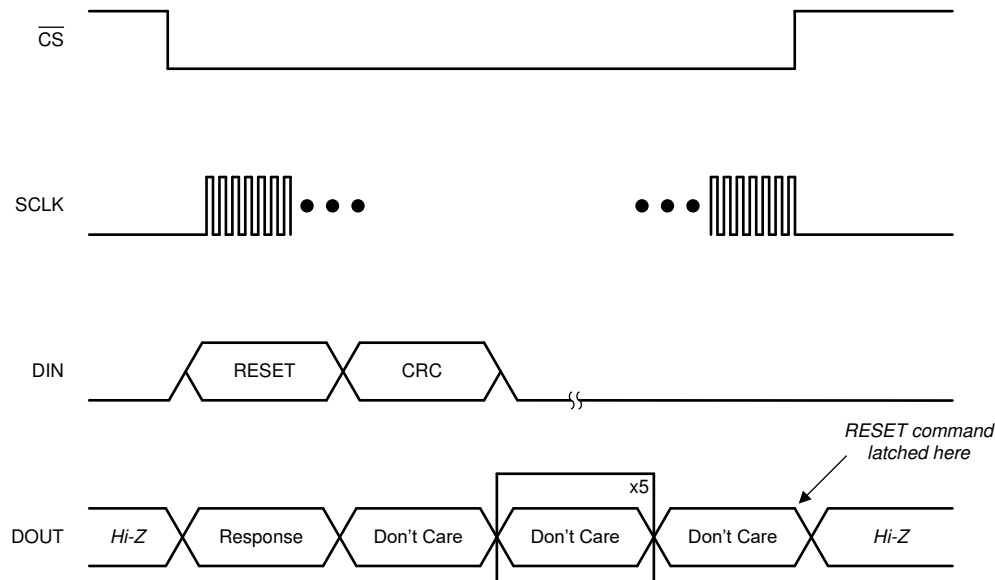 CS
SCLK
DIN
RESET
CRC
RESET command
latched here
x5
DOUT
Hi-Z
Response
Don't Care
Don't Care
Don't Care
Hi-Z